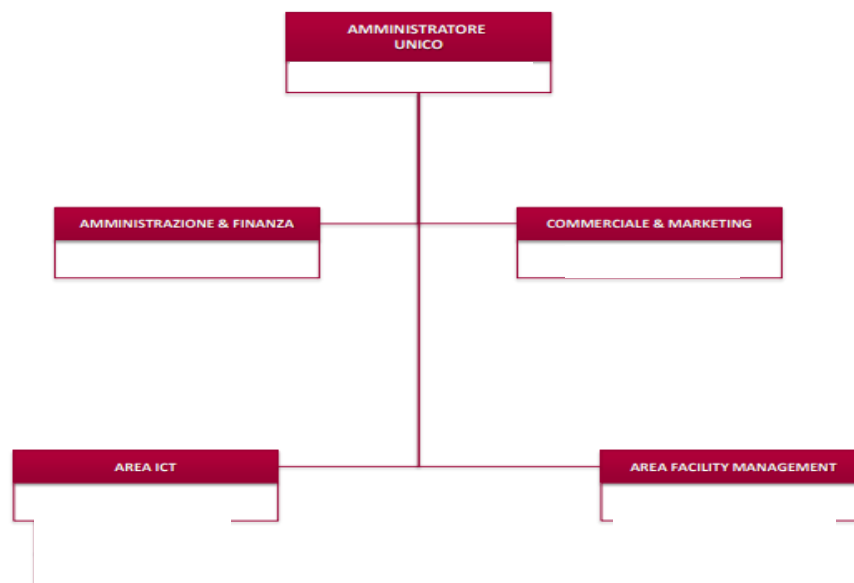 AMMINISTRATORE
UNICO
AMMINISTRAZIONE & FINANZA
COMMERCIALE & MARKETING
AREA ICT
AREA FACILITY MANAGEMENT